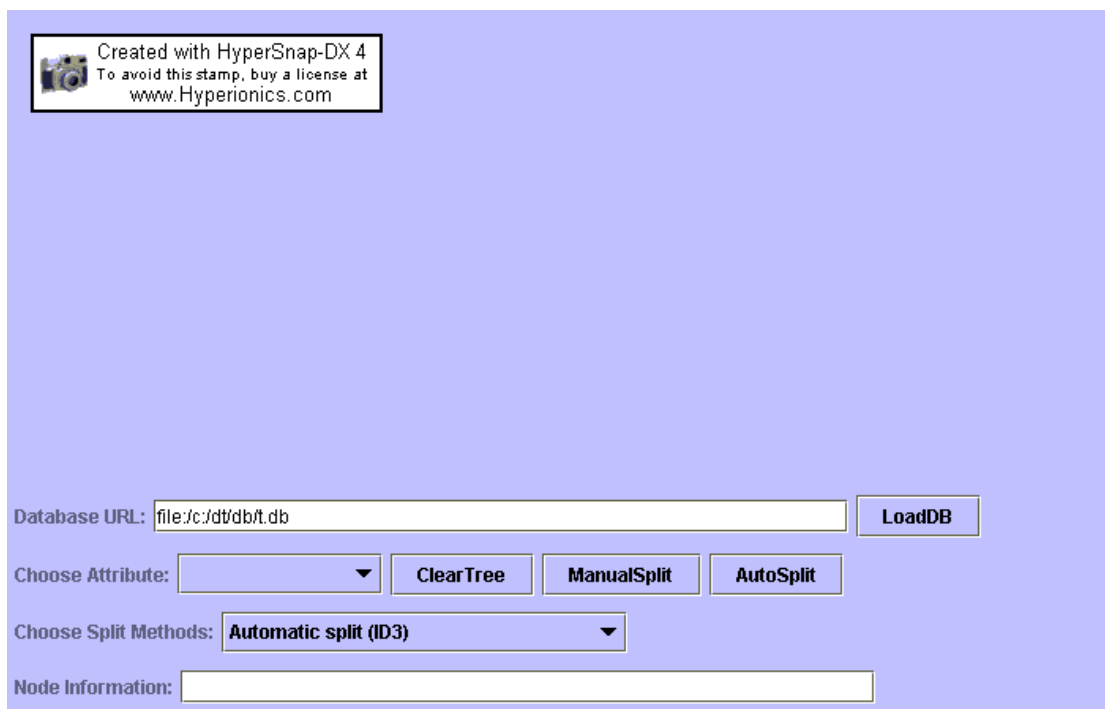 Created with HyperSnap-DX 4
To avoid this stamp, buy a license at
www.Hyperionics.com
Database URL: file:/c:/dt/db/t.db LoadDB
Choose Attribute: ClearTree ManualSplit AutoSplit
Choose Split Methods: Automatic split (ID3)
Node Information: